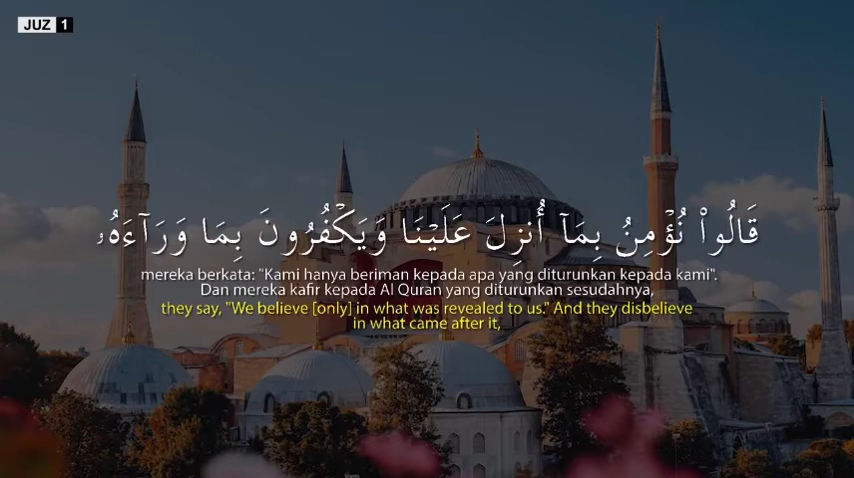 JUZ 1
قَالُوا۟ نُؤْمِنُ بِمَآ أُنزِلَ عَلَيْنَا وَيَكْفُرُونَ بِمَا وَرَآءَهُۥ
mereka berkata: "Kami hanya beriman kepada apa yang diturunkan kepada kami".
Dan mereka kafir kepada Al Quran yang diturunkan sesudahnya,
they say, "We believe [only] in what was revealed to us." And they disbelieve
in what came after it,